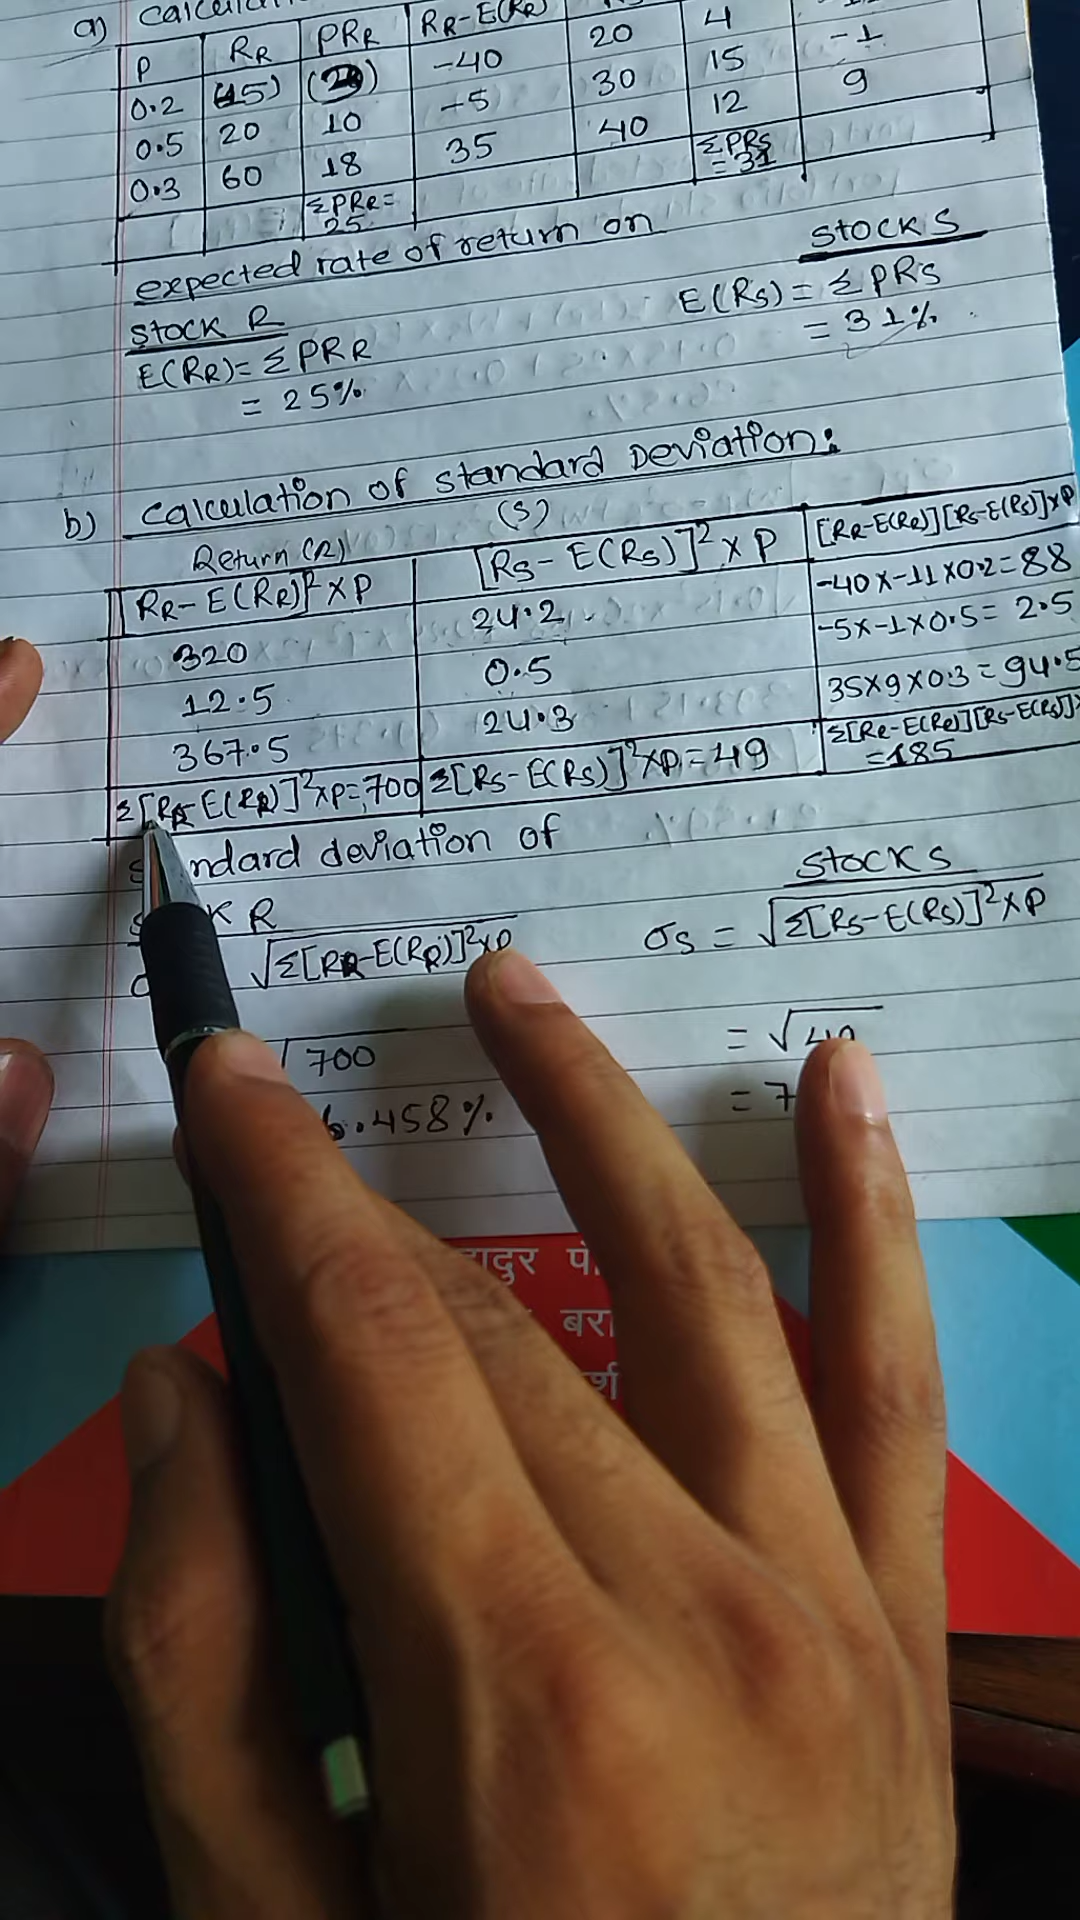 a)
P RR PRR RR-E(RR)
0.2 (15) -40 20 4
0.5 20 10 -5 30 15 -1
0.3 60 18 35 40 12 9
ΣPRR= 25 ΣPRS = 31
expected rate of return on
STOCK R STOCK S
E(RR)= ΣPRR E(RS) = ΣPRS
= 25% = 31%
b) calculation of standard Deviation:
Return (R) (S)
[RR-E(RR)]²×P [RS-E(RS)]²×P [RR-E(RR)][RS-E(RS)]×P
320 24.2 -40×-11×0.2=88
12.5 0.5 -5×-1×0.5=2.5
367.5 24.3 35×9×0.3=94.5
Σ[RR-E(RR)]²×P=700 Σ[RS-E(RS)]²×P=49 Σ[RR-E(RR)][RS-E(RS)] =185
deviation of
R STOCK S
√Σ[RR-E(RR)]²×P σS = √Σ[RS-E(RS)]²×P
√700 = √49
6.458% = 7